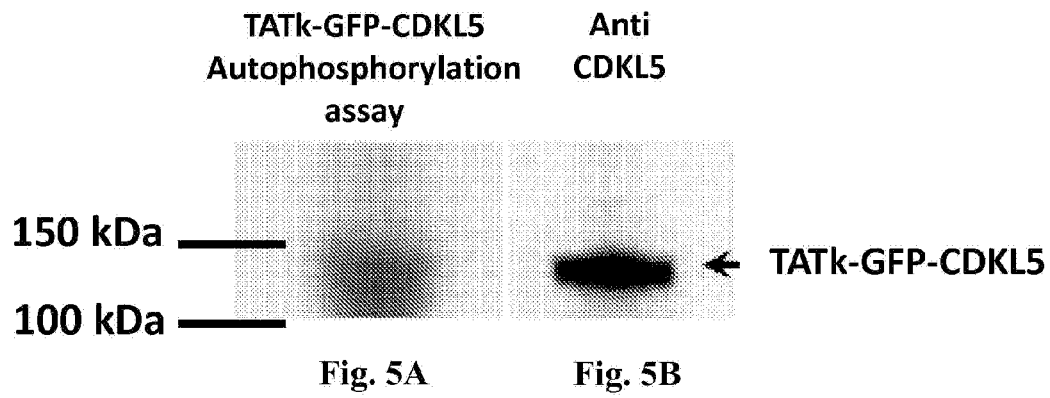 TATk-GFP-CDKL5
Autophosphorylation
assay
Anti
CDKL5
150 kDa
100 kDa
TATk-GFP-CDKL5
Fig. 5A
Fig. 5B